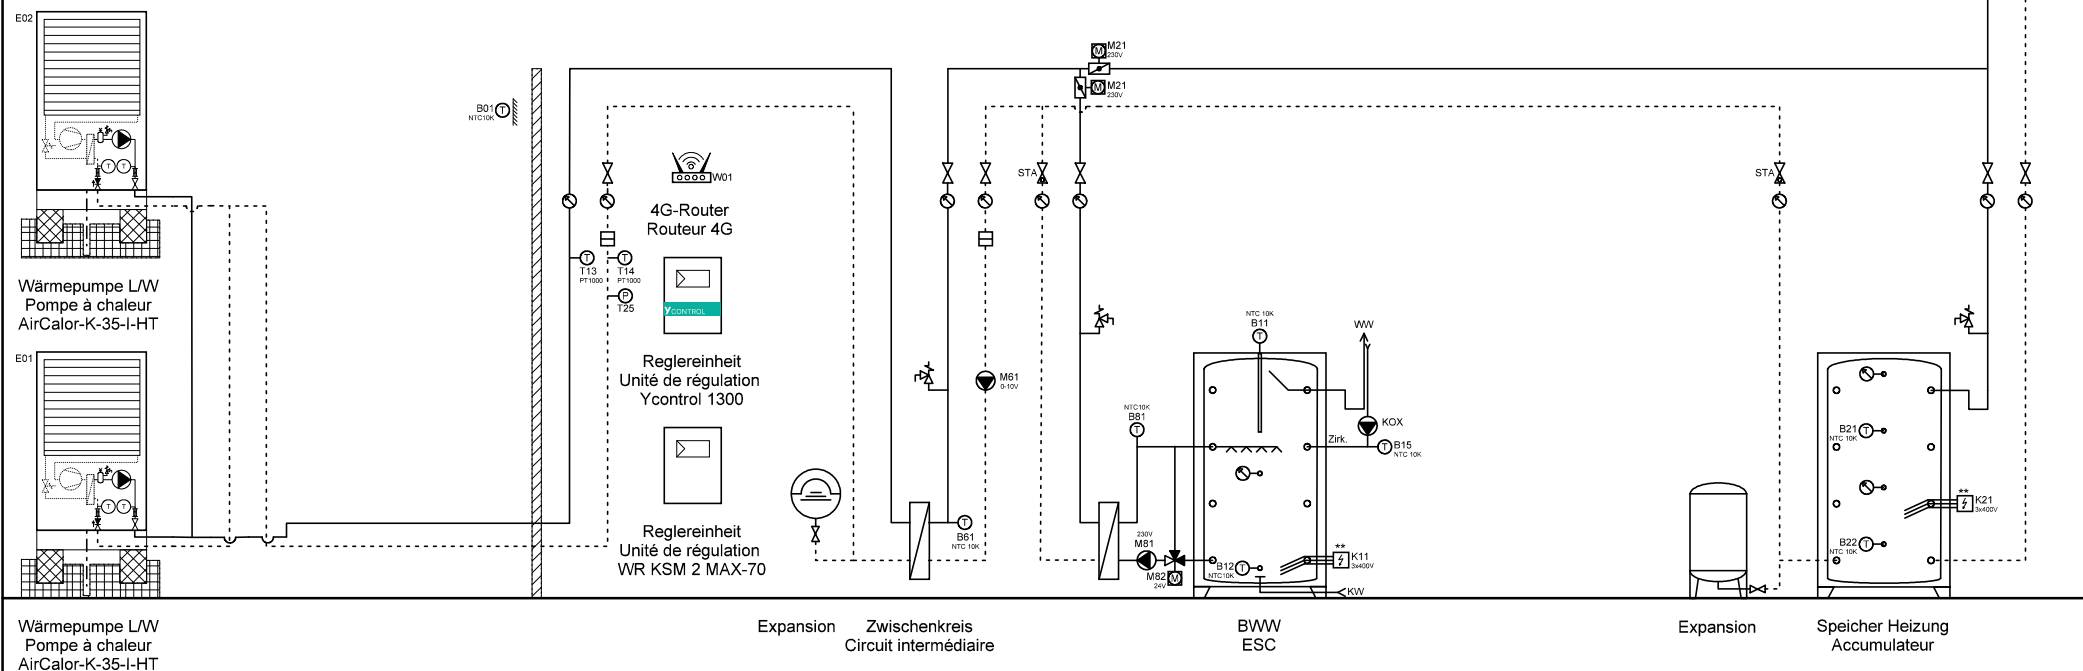 E02
Wärmepumpe L/W
Pompe à chaleur
AirCalor-K-35-I-HT
E01
Wärmepumpe L/W
Pompe à chaleur
AirCalor-K-35-I-HT
B01
NTC10K
T
W01
4G-Router
Routeur 4G
T
T13
PT1000
T
T14
PT1000
P
T25
YCONTROL
Reglereinheit
Unité de régulation
Ycontrol 1300
Reglereinheit
Unité de régulation
WR KSM 2 MAX-70
Expansion
Zwischenkreis
Circuit intermédiaire
T
B61
NTC 10K
M61
0-10V
STA
M
M21
230V
M
M21
230V
NTC10K
B81
T
230V
M81
M82
24V
M
NTC 10K
B11
T
WW
KOX
Zirk.
T
B15
NTC 10K
B12
NTC10K
T
**
K11
3x400V
KW
BWW
ESC
STA
Expansion
B21
NTC 10K
T
**
K21
3x400V
B22
NTC 10K
T
Speicher Heizung
Accumulateur